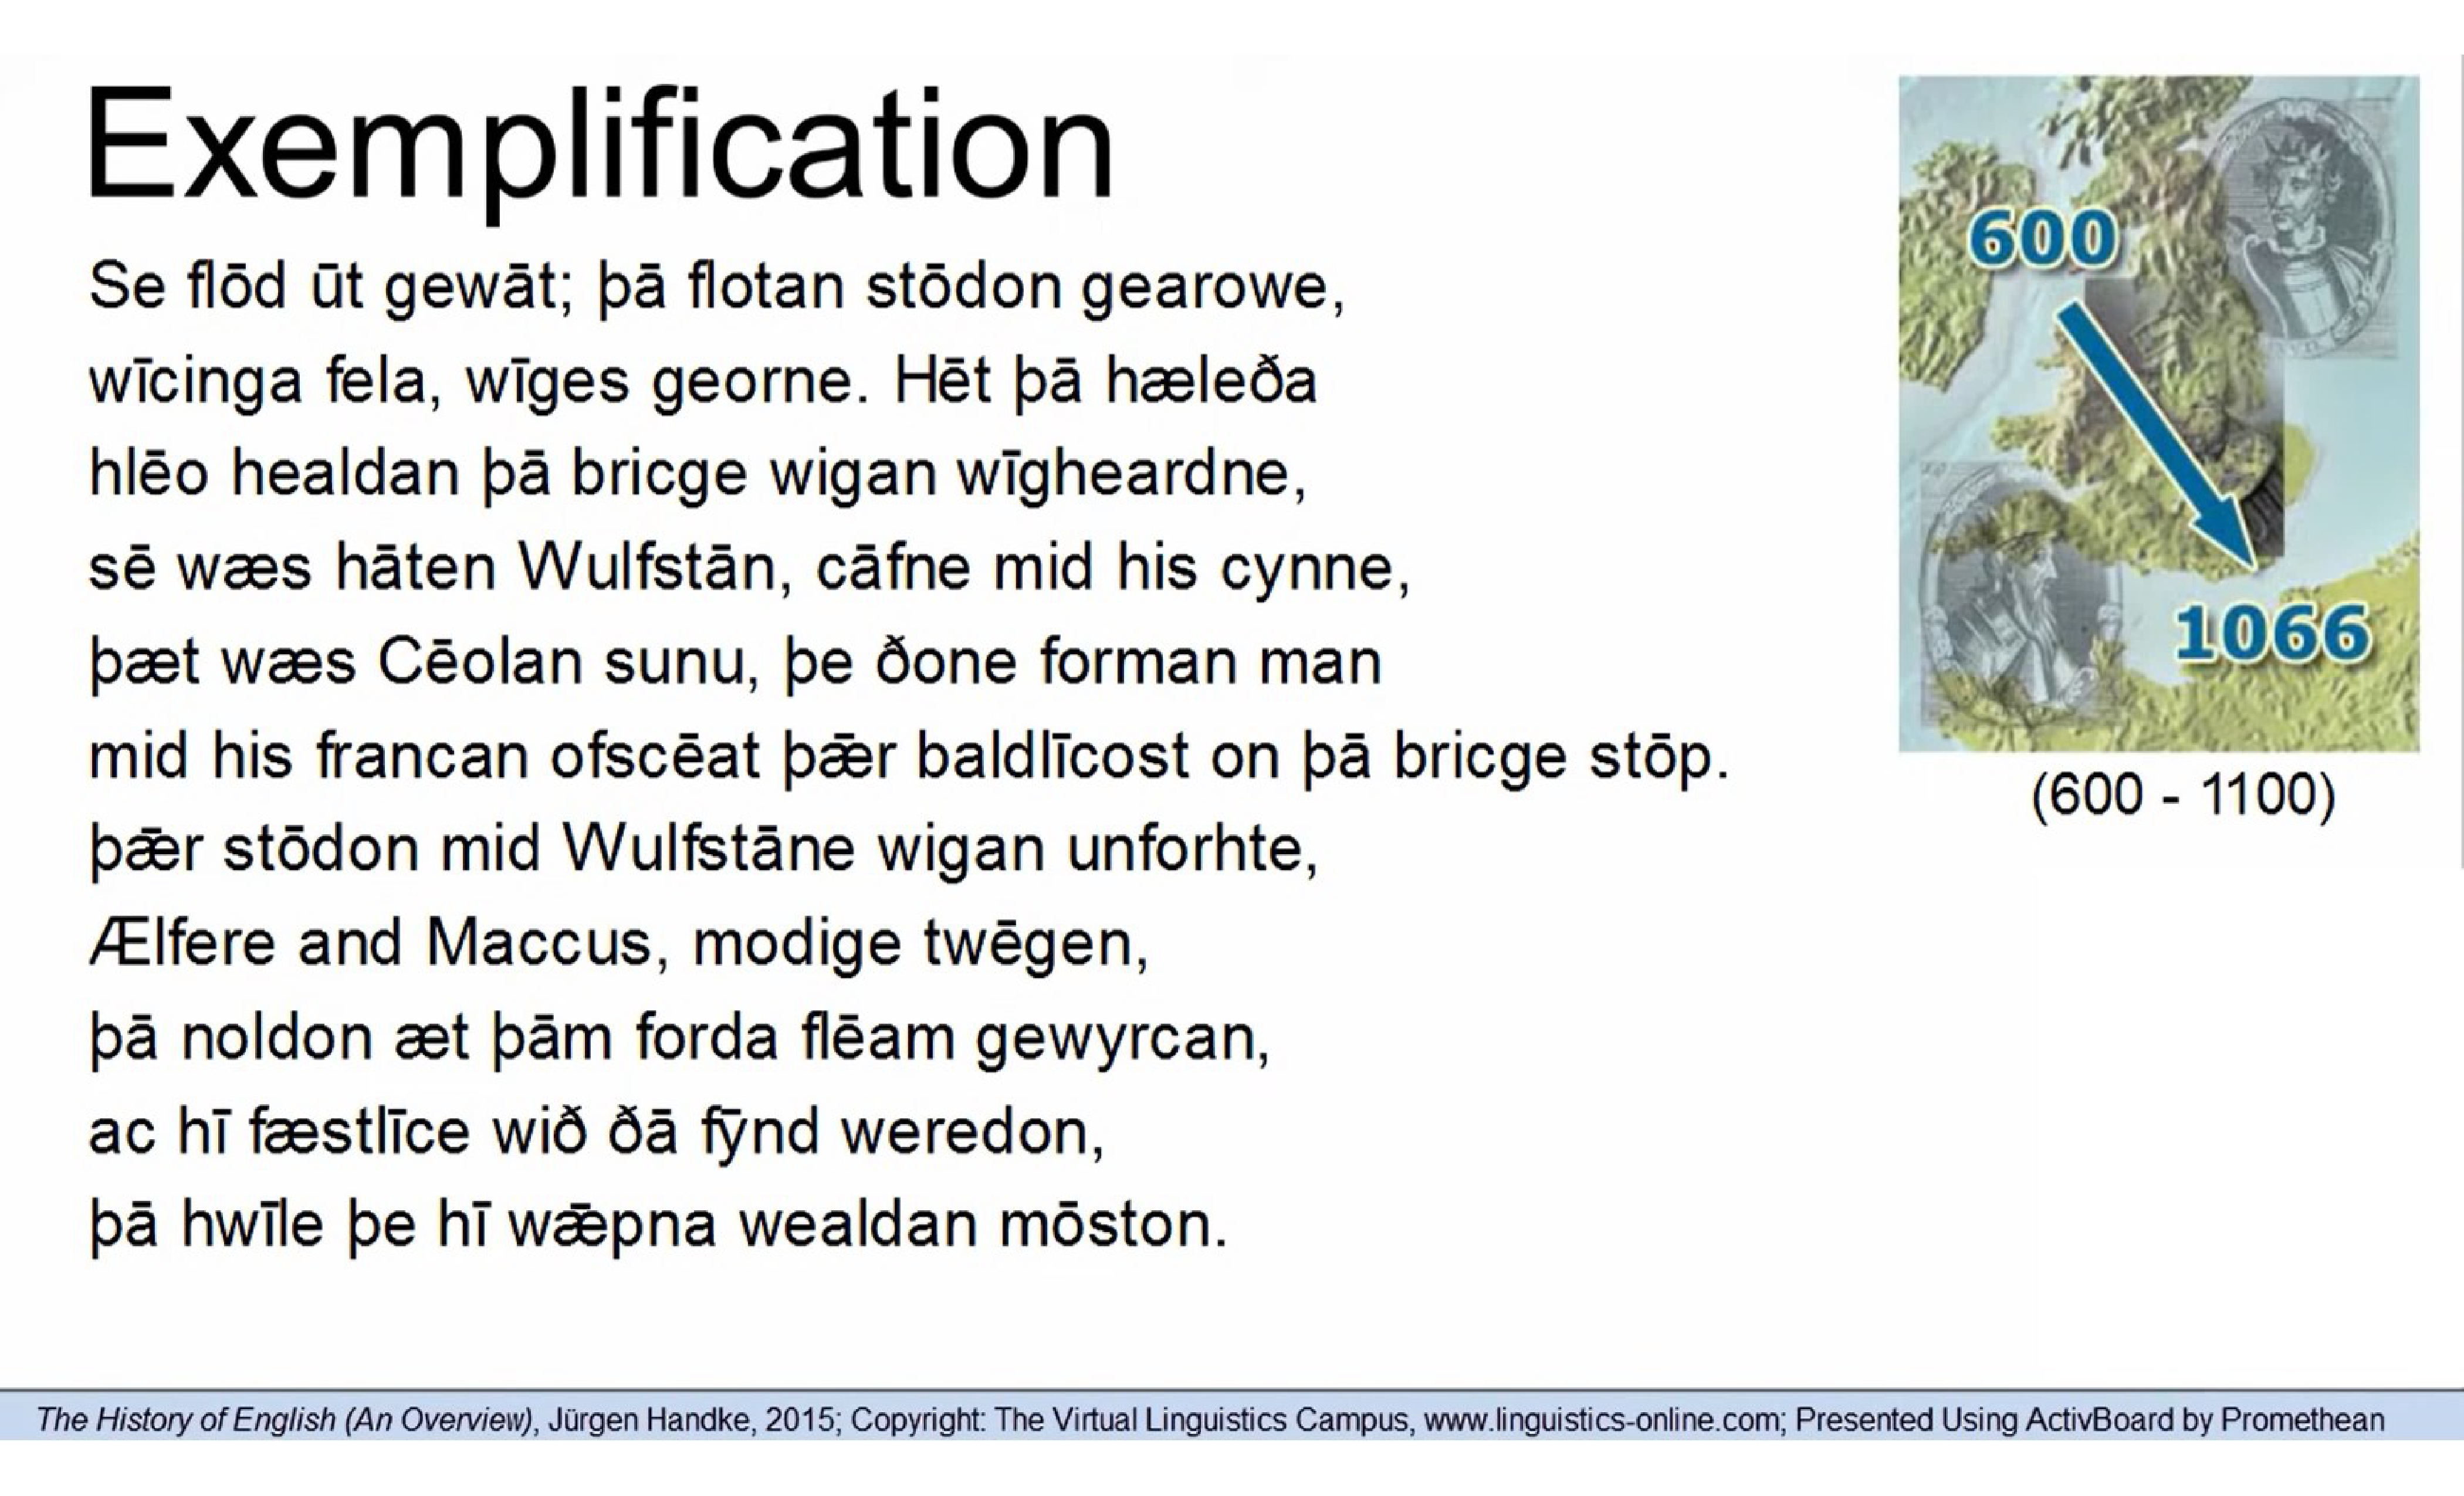 Exemplification
Se flōd ūt gewāt; þā flotan stōdon gearowe,
wīcinga fela, wīges georne. Hēt þā hæleða
hlēo healdan þā bricge wigan wīgheardne,
sē wæs hāten Wulfstān, cāfne mid his cynne,
þæt wæs Cēolan sunu, þe ðone forman man
mid his francan ofscēat þǣr baldlīcost on þā bricge stōp.
þǣr stōdon mid Wulfstāne wigan unforhte,
Ælfere and Maccus, modige twēgen,
þā noldon æt þām forda flēam gewyrcan,
ac hī fæstlīce wið ðā fȳnd weredon,
þā hwīle þe hī wǣpna wealdan mōston.
600
1066
(600 - 1100)
The History of English (An Overview), Jürgen Handke, 2015; Copyright: The Virtual Linguistics Campus, www.linguistics-online.com; Presented Using ActivBoard by Promethean